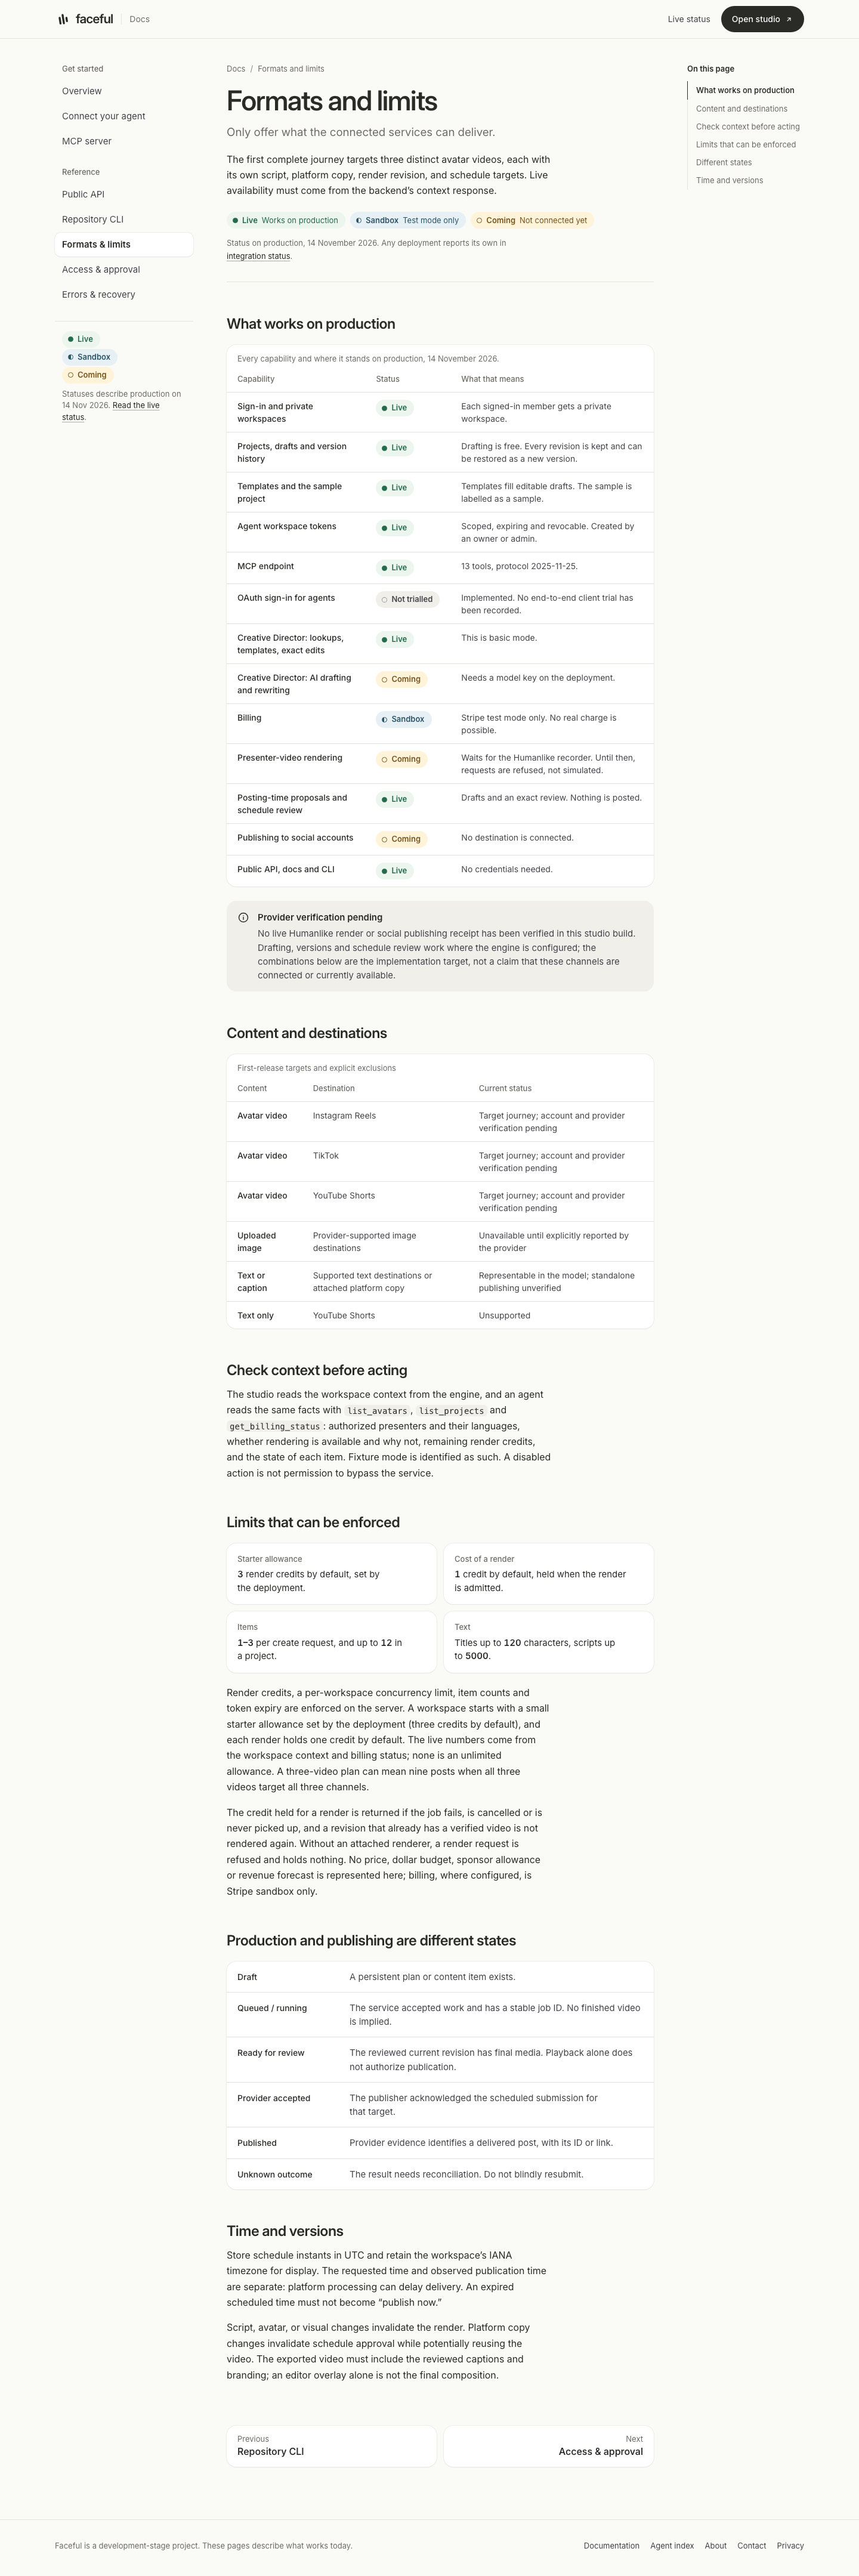 faceful
Docs
Live status
Open studio
Get started
Overview
Connect your agent
MCP server
Reference
Public API
Repository CLI
Formats & limits
Access & approval
Errors & recovery
Live
Sandbox
Coming
Statuses describe production on
14 Nov 2026. Read the live
status.
Docs / Formats and limits
Formats and limits
Only offer what the connected services can deliver.
The first complete journey targets three distinct avatar videos, each with
its own script, platform copy, render revision, and schedule targets. Live
availability must come from the backend’s context response.
Live Works on production
Sandbox Test mode only
Coming Not connected yet
Status on production, 14 November 2026. Any deployment reports its own in
integration status.
On this page
What works on production
Content and destinations
Check context before acting
Limits that can be enforced
Different states
Time and versions
What works on production
Every capability and where it stands on production, 14 November 2026.
Capability Status What that means
Sign-in and private
workspaces
Live
Each signed-in member gets a private
workspace.
Projects, drafts and version
history
Live
Drafting is free. Every revision is kept and can
be restored as a new version.
Templates and the sample
project
Live
Templates fill editable drafts. The sample is
labelled as a sample.
Agent workspace tokens
Live
Scoped, expiring and revocable. Created by
an owner or admin.
MCP endpoint
Live
13 tools, protocol 2025-11-25.
OAuth sign-in for agents
Not trialled
Implemented. No end-to-end client trial has
been recorded.
Creative Director: lookups,
templates, exact edits
Live
This is basic mode.
Creative Director: AI drafting
and rewriting
Coming
Needs a model key on the deployment.
Billing
Sandbox
Stripe test mode only. No real charge is
possible.
Presenter-video rendering
Coming
Waits for the Humanlike recorder. Until then,
requests are refused, not simulated.
Posting-time proposals and
schedule review
Live
Drafts and an exact review. Nothing is posted.
Publishing to social accounts
Coming
No destination is connected.
Public API, docs and CLI
Live
No credentials needed.
Provider verification pending
No live Humanlike render or social publishing receipt has been verified in this studio build.
Drafting, versions and schedule review work where the engine is configured; the
combinations below are the implementation target, not a claim that these channels are
connected or currently available.
Content and destinations
First-release targets and explicit exclusions
Content Destination Current status
Avatar video
Instagram Reels
Target journey; account and provider
verification pending
Avatar video
TikTok
Target journey; account and provider
verification pending
Avatar video
YouTube Shorts
Target journey; account and provider
verification pending
Uploaded
image
Provider-supported image
destinations
Unavailable until explicitly reported by
the provider
Text or
caption
Supported text destinations or
attached platform copy
Representable in the model; standalone
publishing unverified
Text only
YouTube Shorts
Unsupported
Check context before acting
The studio reads the workspace context from the engine, and an agent
reads the same facts with list_avatars, list_projects and
get_billing_status: authorized presenters and their languages,
whether rendering is available and why not, remaining render credits,
and the state of each item. Fixture mode is identified as such. A disabled
action is not permission to bypass the service.
Limits that can be enforced
Starter allowance
3 render credits by default, set by
the deployment.
Cost of a render
1 credit by default, held when the render
is admitted.
Items
1–3 per create request, and up to 12 in
a project.
Text
Titles up to 120 characters, scripts up
to 5000.
Render credits, a per-workspace concurrency limit, item counts and
token expiry are enforced on the server. A workspace starts with a small
starter allowance set by the deployment (three credits by default), and
each render holds one credit by default. The live numbers come from
the workspace context and billing status; none is an unlimited
allowance. A three-video plan can mean nine posts when all three
videos target all three channels.
The credit held for a render is returned if the job fails, is cancelled or is
never picked up, and a revision that already has a verified video is not
rendered again. Without an attached renderer, a render request is
refused and holds nothing. No price, dollar budget, sponsor allowance
or revenue forecast is represented here; billing, where configured, is
Stripe sandbox only.
Production and publishing are different states
Draft
A persistent plan or content item exists.
Queued / running
The service accepted work and has a stable job ID. No finished video
is implied.
Ready for review
The reviewed current revision has final media. Playback alone does
not authorize publication.
Provider accepted
The publisher acknowledged the scheduled submission for
that target.
Published
Provider evidence identifies a delivered post, with its ID or link.
Unknown outcome
The result needs reconciliation. Do not blindly resubmit.
Time and versions
Store schedule instants in UTC and retain the workspace’s IANA
timezone for display. The requested time and observed publication time
are separate: platform processing can delay delivery. An expired
scheduled time must not become “publish now.”
Script, avatar, or visual changes invalidate the render. Platform copy
changes invalidate schedule approval while potentially reusing the
video. The exported video must include the reviewed captions and
branding; an editor overlay alone is not the final composition.
Previous
Repository CLI
Next
Access & approval
Faceful is a development-stage project. These pages describe what works today.
Documentation Agent index About Contact Privacy